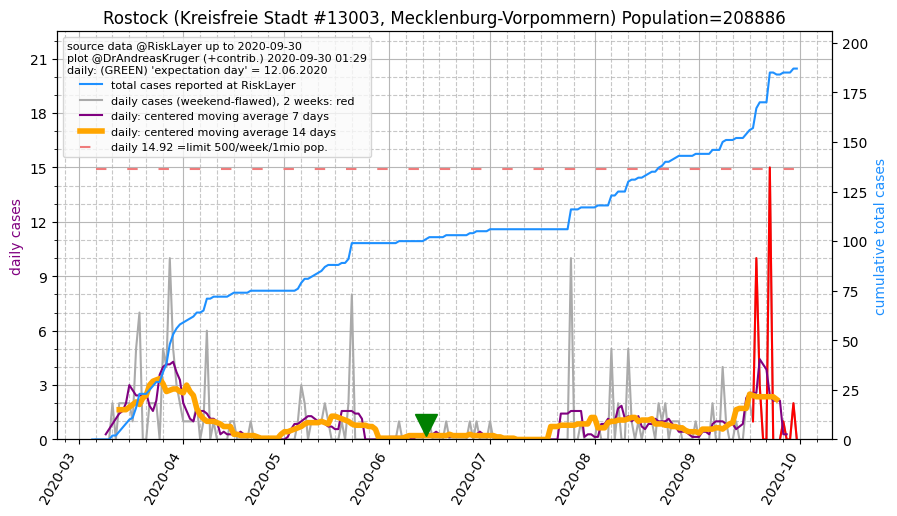 Rostock (Kreisfreie Stadt #13003, Mecklenburg-Vorpommern) Population=208886
source data @RiskLayer up to 2020-09-30
plot @DrAndreasKruger (+contrib.) 2020-09-30 01:29
daily: (GREEN) 'expectation day' = 12.06.2020
total cases reported at RiskLayer
daily cases (weekend-flawed), 2 weeks: red
daily: centered moving average 7 days
daily: centered moving average 14 days
daily 14.92 =limit 500/week/1mio pop.
daily cases
21
18
15
12
9
6
3
0
200
175
150
125
100
75
50
25
0
cumulative total cases
2020-03
2020-04
2020-05
2020-06
2020-07
2020-08
2020-09
2020-10